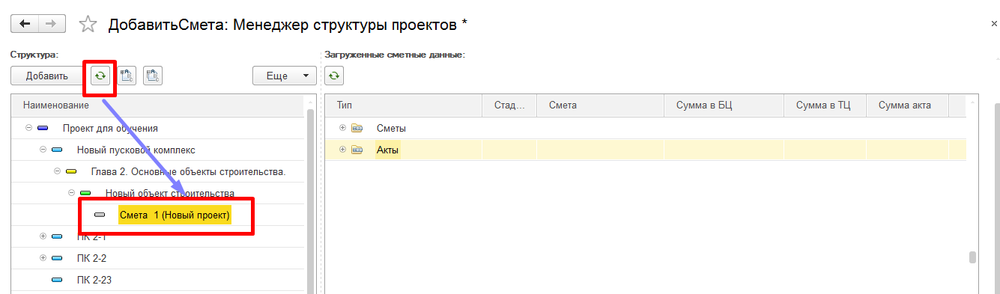 ДобавитьСмета: Менеджер структуры проектов *
Структура:
Загруженные сметные данные:
Добавить
Еще
Наименование
Тип
Стад...
Смета
Сумма в БЦ
Сумма в ТЦ
Сумма акта
Проект для обучения
Сметы
Новый пусковой комплекс
Акты
Глава 2. Основные объекты строительства.
Новый объект строительства
Смета 1 (Новый проект)
ПК 2-1
ПК 2-2
ПК 2-23